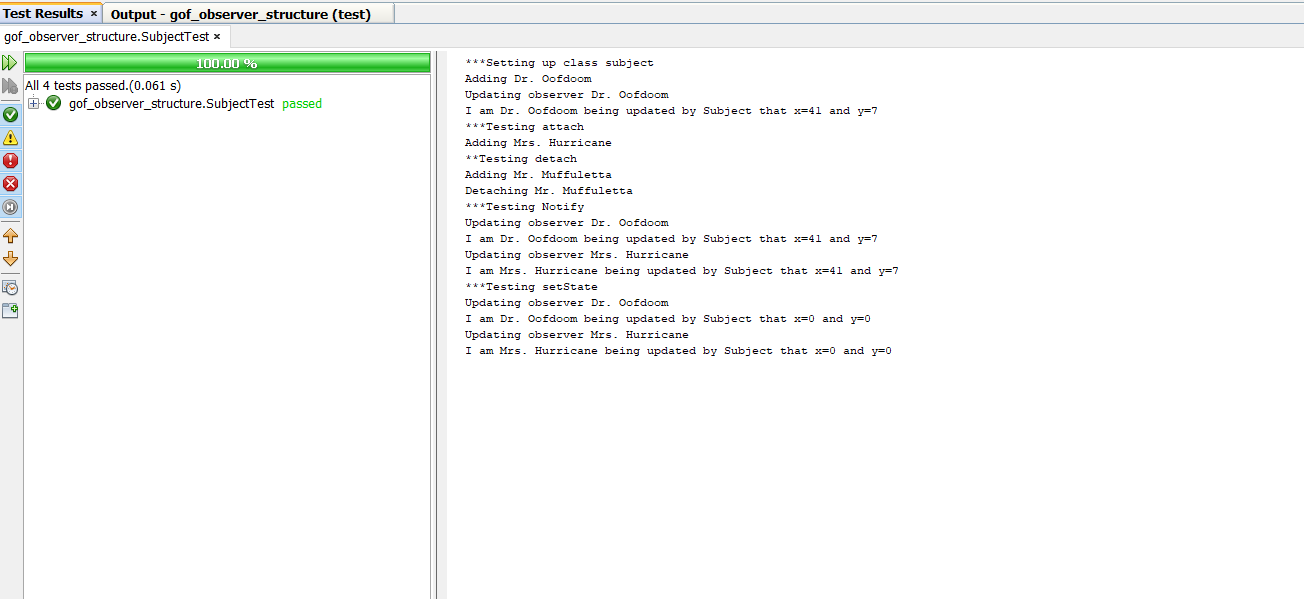 Test Results × Output - gof_observer_structure (test)
gof_observer_structure.SubjectTest ×
100.00 %
All 4 tests passed.(0.061 s)
gof_observer_structure.SubjectTest passed
***Setting up class subject
Adding Dr. Oofdoom
Updating observer Dr. Oofdoom
I am Dr. Oofdoom being updated by Subject that x=41 and y=7
***Testing attach
Adding Mrs. Hurricane
**Testing detach
Adding Mr. Muffuletta
Detaching Mr. Muffuletta
***Testing Notify
Updating observer Dr. Oofdoom
I am Dr. Oofdoom being updated by Subject that x=41 and y=7
Updating observer Mrs. Hurricane
I am Mrs. Hurricane being updated by Subject that x=41 and y=7
***Testing setState
Updating observer Dr. Oofdoom
I am Dr. Oofdoom being updated by Subject that x=0 and y=0
Updating observer Mrs. Hurricane
I am Mrs. Hurricane being updated by Subject that x=0 and y=0